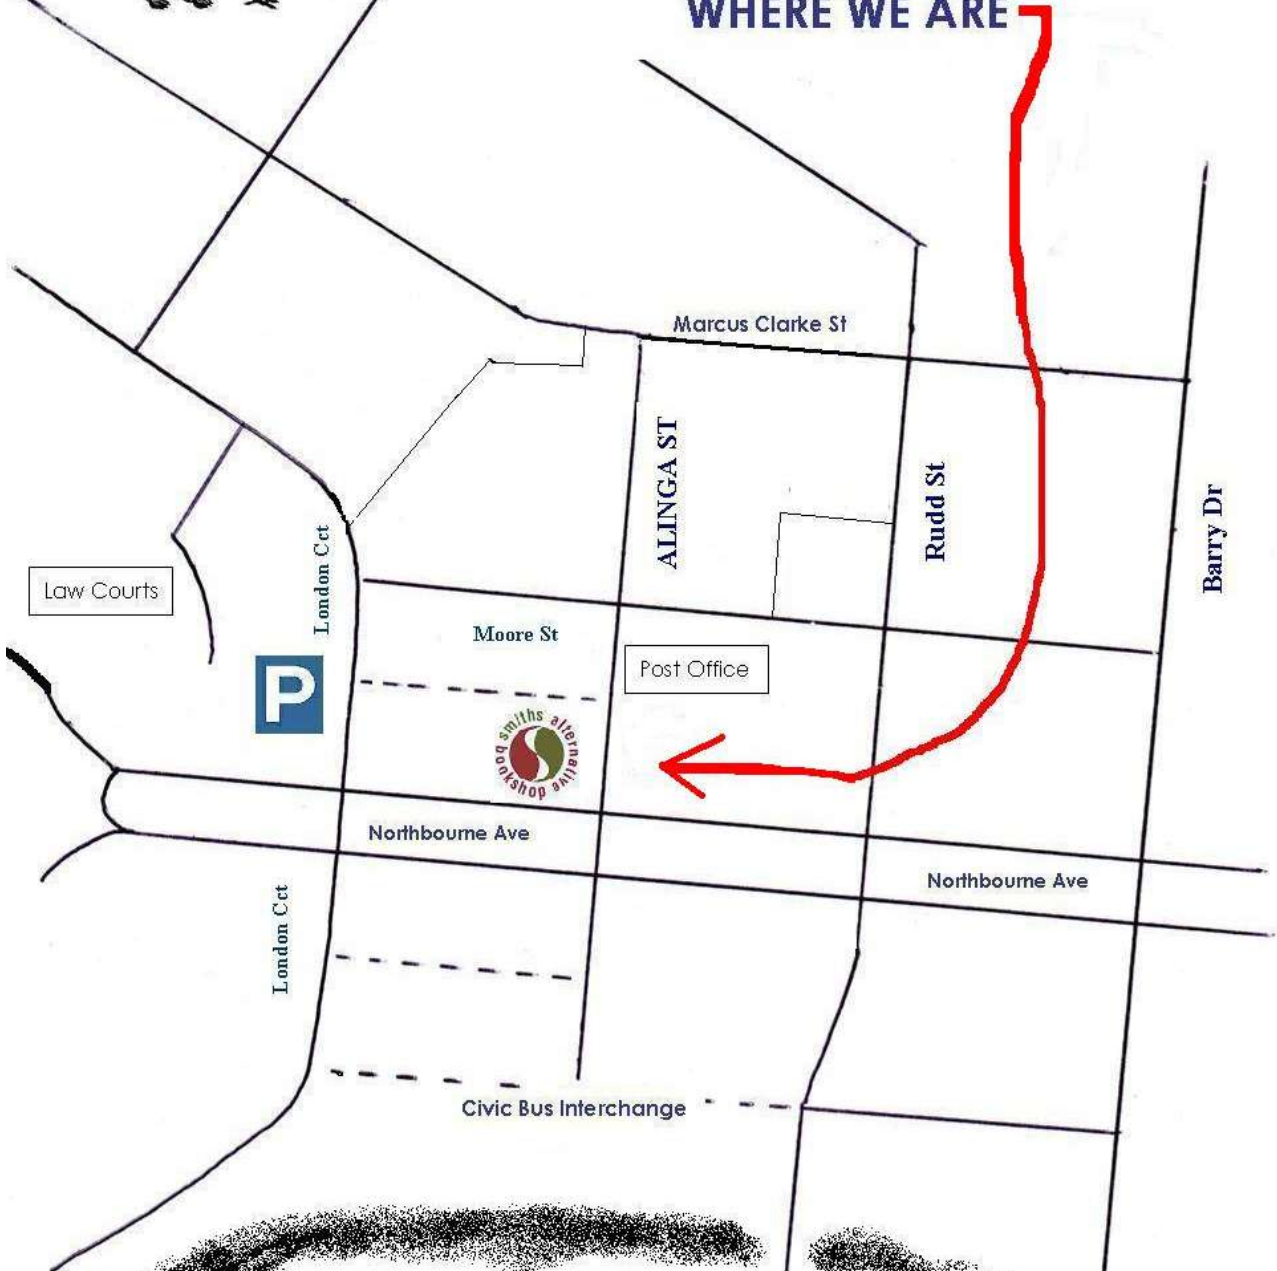 WHERE WE ARE
Marcus Clarke St
ALINGA ST
Rudd St
Barry Dr
London Cct
Law Courts
Moore St
Post Office
P
smiths alternative bookshop
Northbourne Ave
Northbourne Ave
London Cct
Civic Bus Interchange